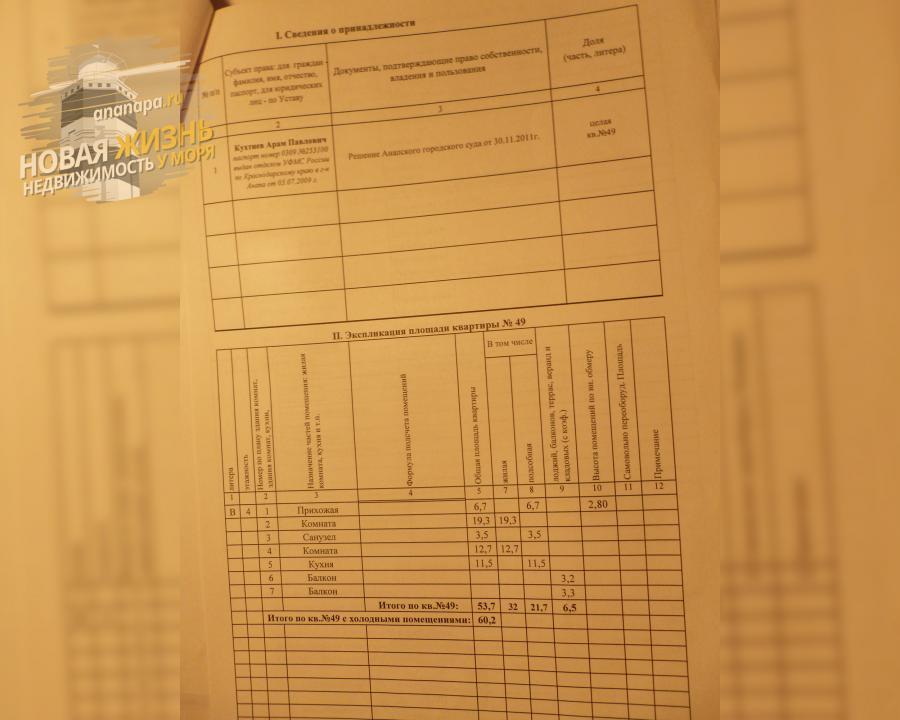 ananapa.ru
НОВАЯ ЖИЗНЬ
НЕДВИЖИМОСТЬ У МОРЯ
I. Сведения о принадлежности
№ п/п
Субъект права: для граждан -
фамилия, имя, отчество,
паспорт, для юридических
лиц - по Уставу
Документы, подтверждающие право собственности,
владения и пользования
Доля
(часть, литера)
2 3 4
1
Кухтиев Арам Павлович
паспорт номер 0309 №253100
выдан отделом УФМС России
по Краснодарскому краю в г-к
Анапа от 03.07.2009 г.
Решение Анапского городского суда от 30.11.2011г.
целая
кв.№49
II. Экспликация площади квартиры № 49
литера
этажность
Номер по плану здания комнат,
здания комнат, кухни,
Назначение частей помещения: жилая
комната, кухня и т.п.
Формула подсчета помещений
Общая площадь квартиры
В том числе
жилая
подсобная
лоджий, балконов, террас, веранд и
кладовых (с коэф.)
Высота помещений по вн. обмеру
Самовольно переоборуд. Площадь
Примечание
1 2 3 4 5 7 8 9 10 11 12
В 4 1 Прихожая 6,7 6,7 2,80
2 Комната 19,3 19,3
3 Санузел 3,5 3,5
4 Комната 12,7 12,7
5 Кухня 11,5 11,5
6 Балкон 3,2
7 Балкон 3,3
Итого по кв.№49: 53,7 32 21,7 6,5
Итого по кв.№49 с холодными помещениями: 60,2